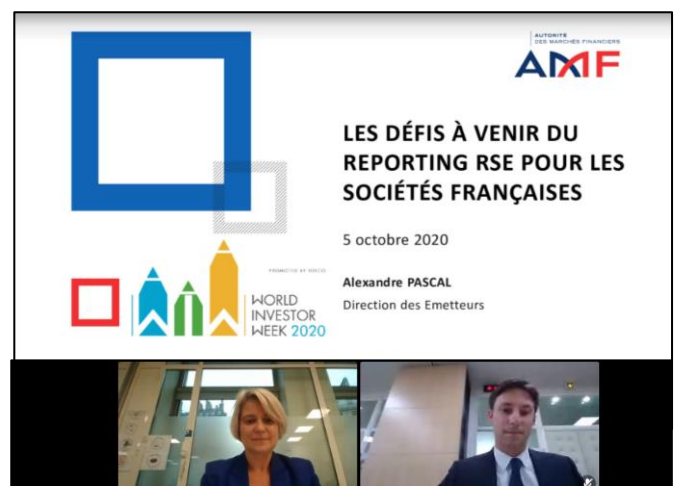 AUTORITÉ
DES MARCHÉS FINANCIERS
AMF
LES DÉFIS À VENIR DU
REPORTING RSE POUR LES
SOCIÉTÉS FRANÇAISES
5 octobre 2020
Alexandre PASCAL
Direction des Emetteurs
WORLD
INVESTOR
WEEK 2020